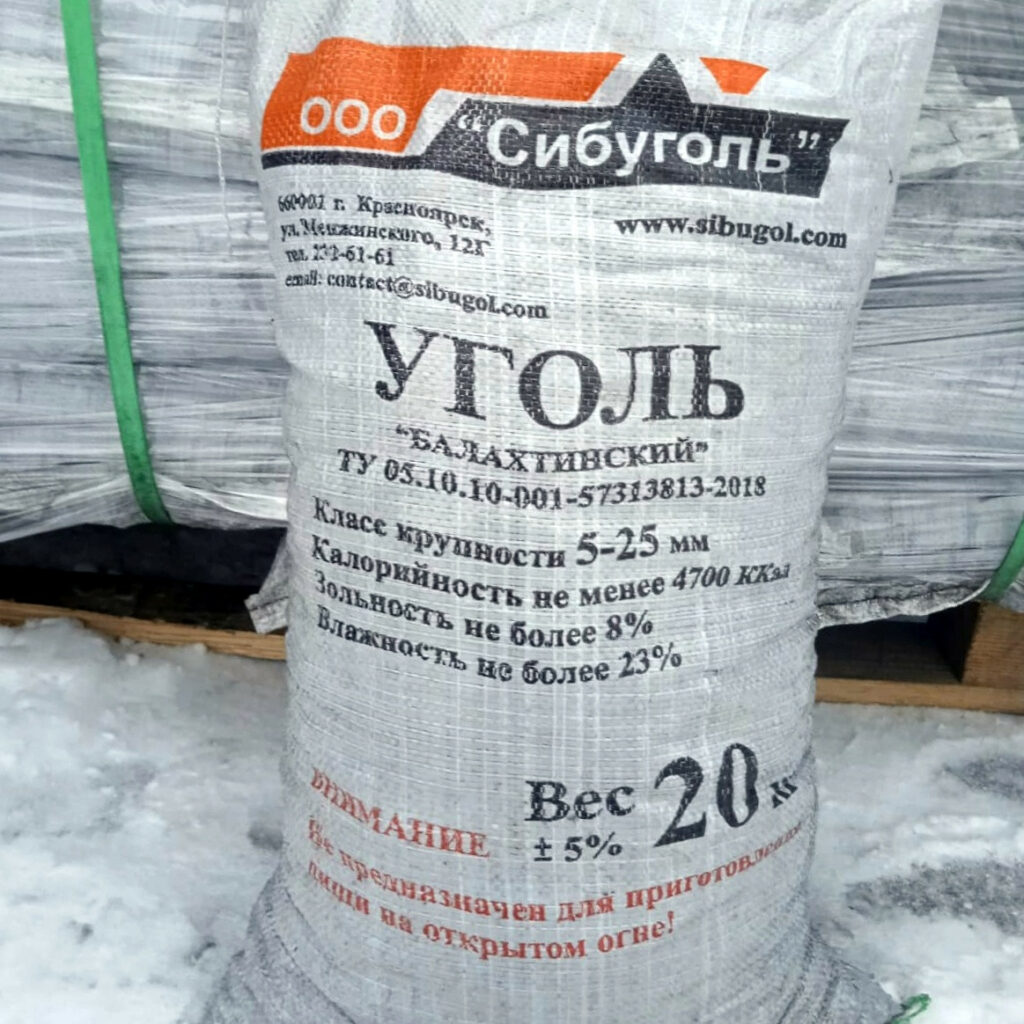 ООО "Сибуголь"
г. Красноярск,
ул. Менжинского, 12Г
тел.
email: contact@sibugol.com
www.sibugol.com
УГОЛЬ
"БАЛАХТИНСКИЙ"
ТУ 05.10.10-001-57313813-2018
Класс крупности 5-25 мм
Калорийность не менее 4700 ККал
Зольность не более 8%
Влажность не более 23%
Вес 20
± 5%
ВНИМАНИЕ
Не предназначен для приготовления
пищи на открытом огне!